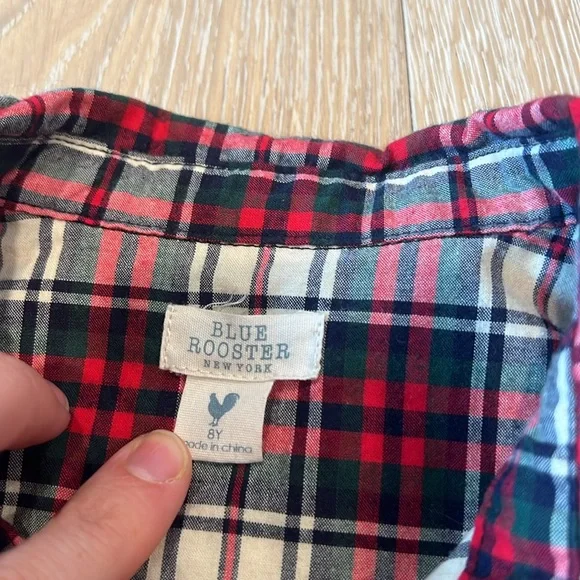 BLUE
ROOSTER
NEW YORK
8Y
made in china